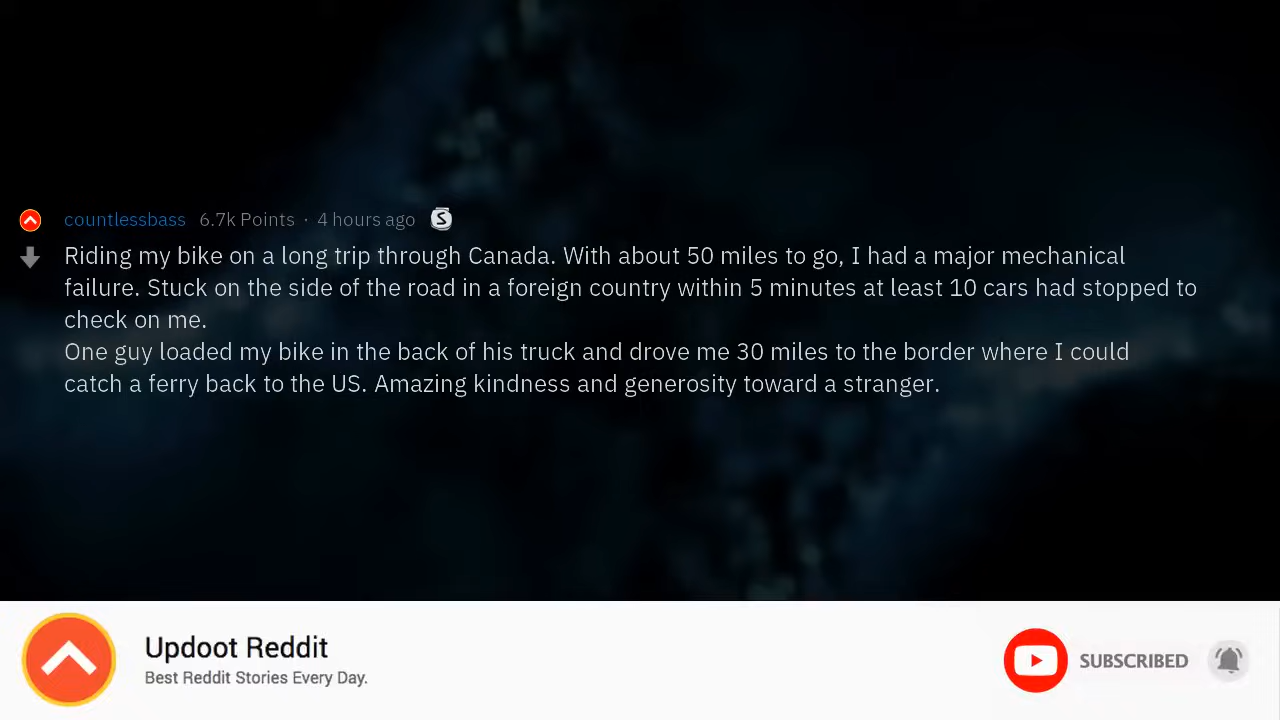 countlessbass 6.7k Points · 4 hours ago S
Riding my bike on a long trip through Canada. With about 50 miles to go, I had a major mechanical
failure. Stuck on the side of the road in a foreign country within 5 minutes at least 10 cars had stopped to
check on me.
One guy loaded my bike in the back of his truck and drove me 30 miles to the border where I could
catch a ferry back to the US. Amazing kindness and generosity toward a stranger.
Updoot Reddit
Best Reddit Stories Every Day.
SUBSCRIBED